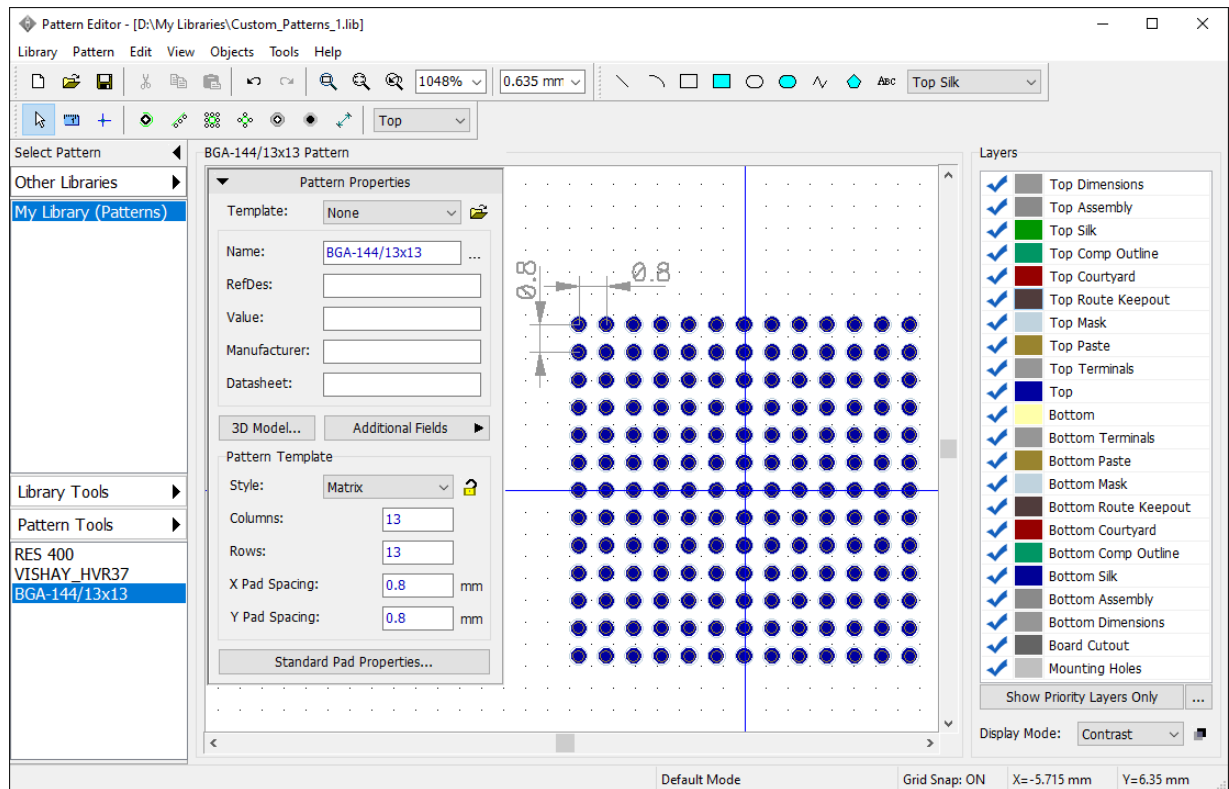 Pattern Editor - [D:\My Libraries\Custom_Patterns_1.lib]
Library Pattern Edit View Objects Tools Help
1048% 0.635 mm ABC Top Silk
Top
Select Pattern
Other Libraries
My Library (Patterns)
Library Tools
Pattern Tools
RES 400
VISHAY_HVR37
BGA-144/13x13
BGA-144/13x13 Pattern
Pattern Properties
Template: None
Name: BGA-144/13x13 ...
RefDes:
Value:
Manufacturer:
Datasheet:
3D Model... Additional Fields
Pattern Template
Style: Matrix
Columns: 13
Rows: 13
X Pad Spacing: 0.8 mm
Y Pad Spacing: 0.8 mm
Standard Pad Properties...
0.8
0.8
Layers
Top Dimensions
Top Assembly
Top Silk
Top Comp Outline
Top Courtyard
Top Route Keepout
Top Mask
Top Paste
Top Terminals
Top
Bottom
Bottom Terminals
Bottom Paste
Bottom Mask
Bottom Route Keepout
Bottom Courtyard
Bottom Comp Outline
Bottom Silk
Bottom Assembly
Bottom Dimensions
Board Cutout
Mounting Holes
Show Priority Layers Only ...
Display Mode: Contrast
Default Mode Grid Snap: ON X=-5.715 mm Y=6.35 mm